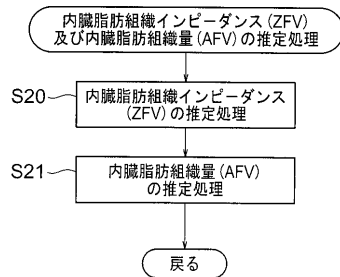 内臓脂肪組織インピーダンス(ZFV)
及び内臓脂肪組織量(AFV)の推定処理
S20
内臓脂肪組織インピーダンス
(ZFV)の推定処理
S21
内臓脂肪組織量(AFV)
の推定処理
戻る